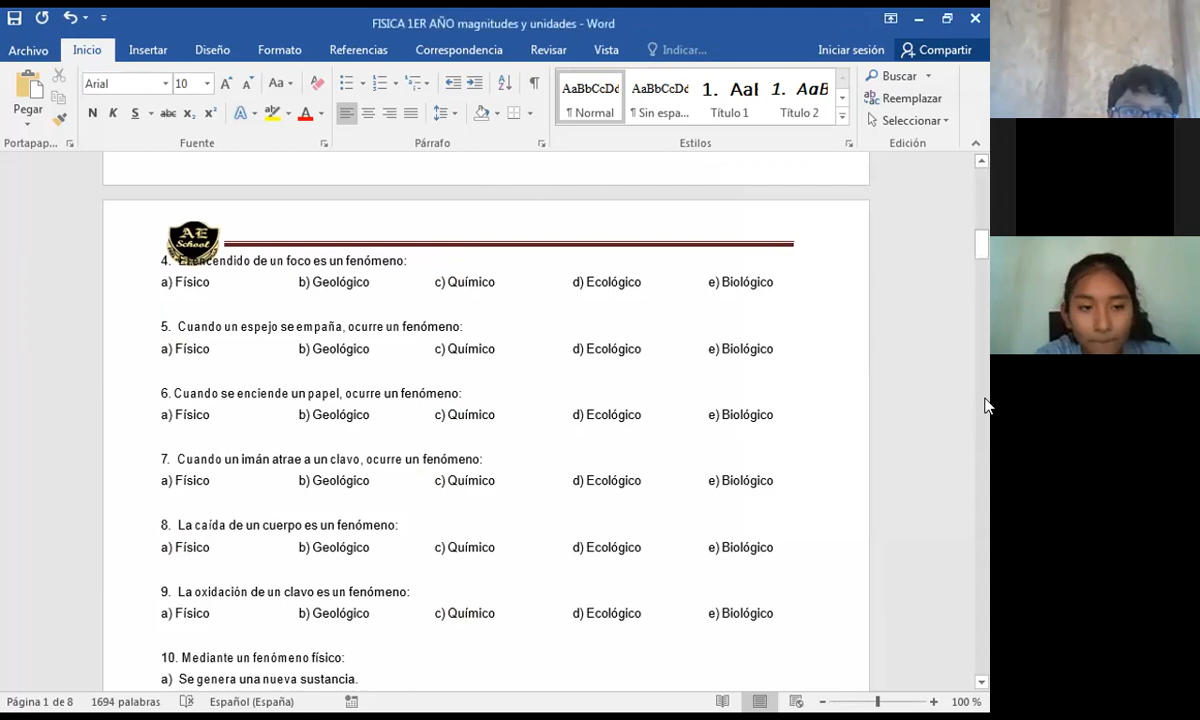 FISICA 1ER AÑO magnitudes y unidades - Word
Archivo Inicio Insertar Diseño Formato Referencias Correspondencia Revisar Vista Indicar... Iniciar sesión Compartir
Pegar
Arial 10 Aa
N K S abc x₂ x² A A
AaBbCcDd AaBbCcDd 1. AaB 1. AaB
¶ Normal ¶ Sin espa... Título 1 Título 2
Buscar
Reemplazar
Seleccionar
Portapap... Fuente Párrafo Estilos Edición
AE
School
4. El encendido de un foco es un fenómeno:
a) Físico b) Geológico c) Químico d) Ecológico e) Biológico
5. Cuando un espejo se empaña, ocurre un fenómeno:
a) Físico b) Geológico c) Químico d) Ecológico e) Biológico
6. Cuando se enciende un papel, ocurre un fenómeno:
a) Físico b) Geológico c) Químico d) Ecológico e) Biológico
7. Cuando un imán atrae a un clavo, ocurre un fenómeno:
a) Físico b) Geológico c) Químico d) Ecológico e) Biológico
8. La caída de un cuerpo es un fenómeno:
a) Físico b) Geológico c) Químico d) Ecológico e) Biológico
9. La oxidación de un clavo es un fenómeno:
a) Físico b) Geológico c) Químico d) Ecológico e) Biológico
10. Mediante un fenómeno físico:
a) Se genera una nueva sustancia.
Página 1 de 8 1694 palabras Español (España) 100 %